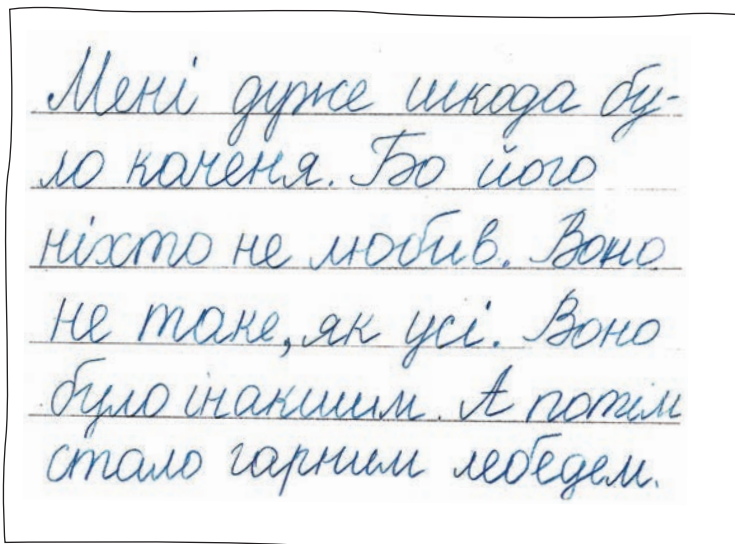 Мені дуже шкода бу-
ло каченя. Бо його
ніхто не любив. Воно
не таке, як усі. Воно
було інакшим. А потім
стало гарним лебедем.